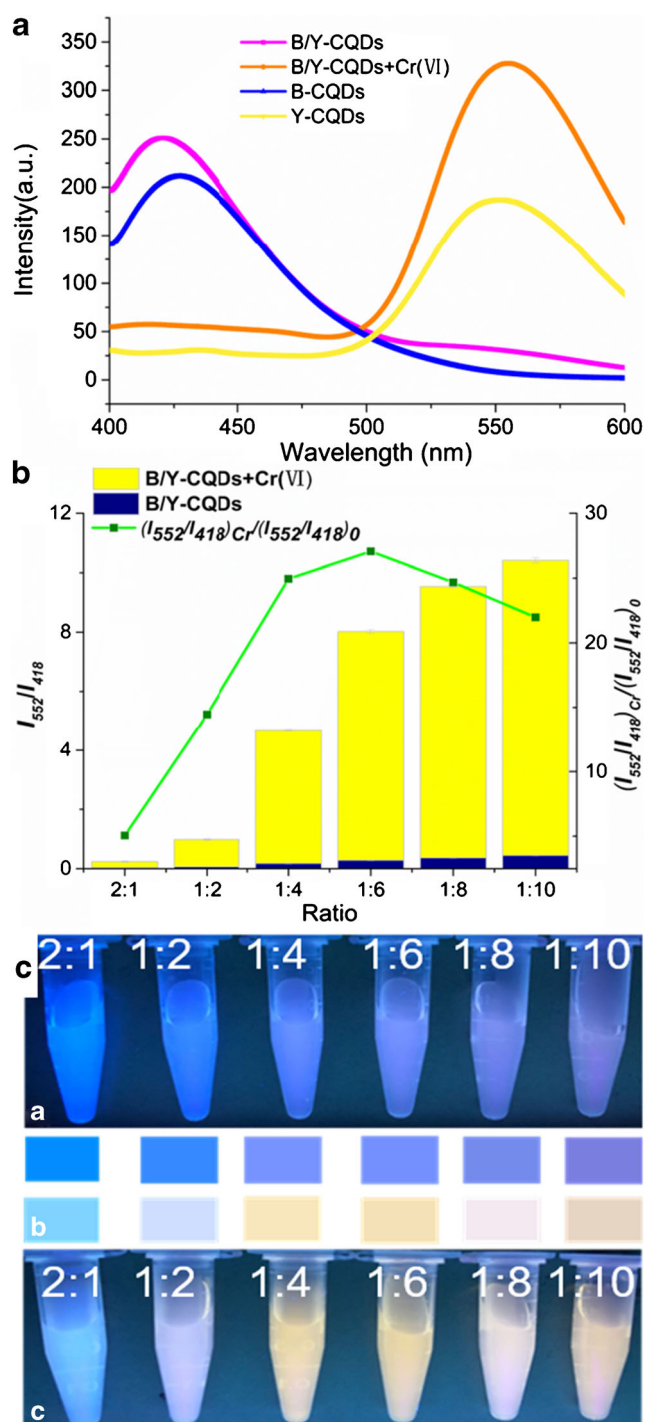 a
350
300
250
200
150
100
50
0
Intensity(a.u.)
B/Y-CQDs
B/Y-CQDs+Cr(Ⅵ)
B-CQDs
Y-CQDs
400 450 500 550 600
Wavelength (nm)
b
B/Y-CQDs+Cr(Ⅵ)
B/Y-CQDs
(I552/I418)Cr/(I552/I418)0
12
8
4
0
I552/I418
30
20
10
(I552/I418)Cr/(I552/I418)0
2:1 1:2 1:4 1:6 1:8 1:10
Ratio
c
2:1 1:2 1:4 1:6 1:8 1:10
a
b
2:1 1:2 1:4 1:6 1:8 1:10
c